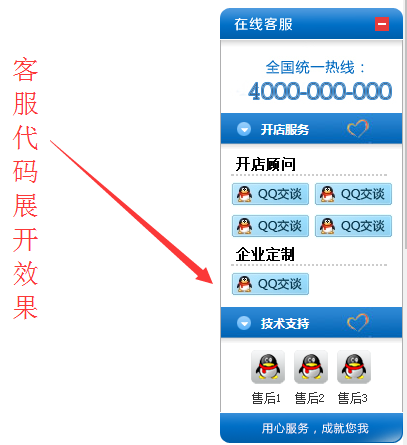 客服代码展开效果
在线客服
全国统一热线：
4000-000-000
开店服务
开店顾问
QQ交谈 QQ交谈
QQ交谈 QQ交谈
企业定制
QQ交谈
技术支持
售后1 售后2 售后3
用心服务，成就您我